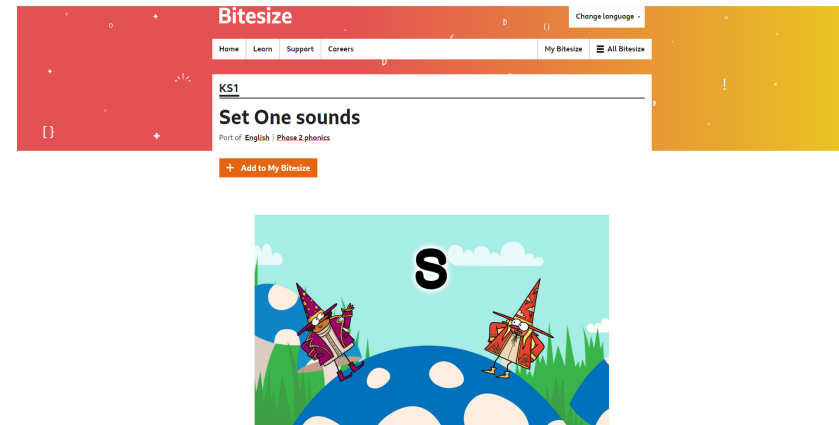 Bitesize
Change language
Home Learn Support Careers My Bitesize All Bitesize
KS1
Set One sounds
Part of English | Phase 2 phonics
+ Add to My Bitesize
S